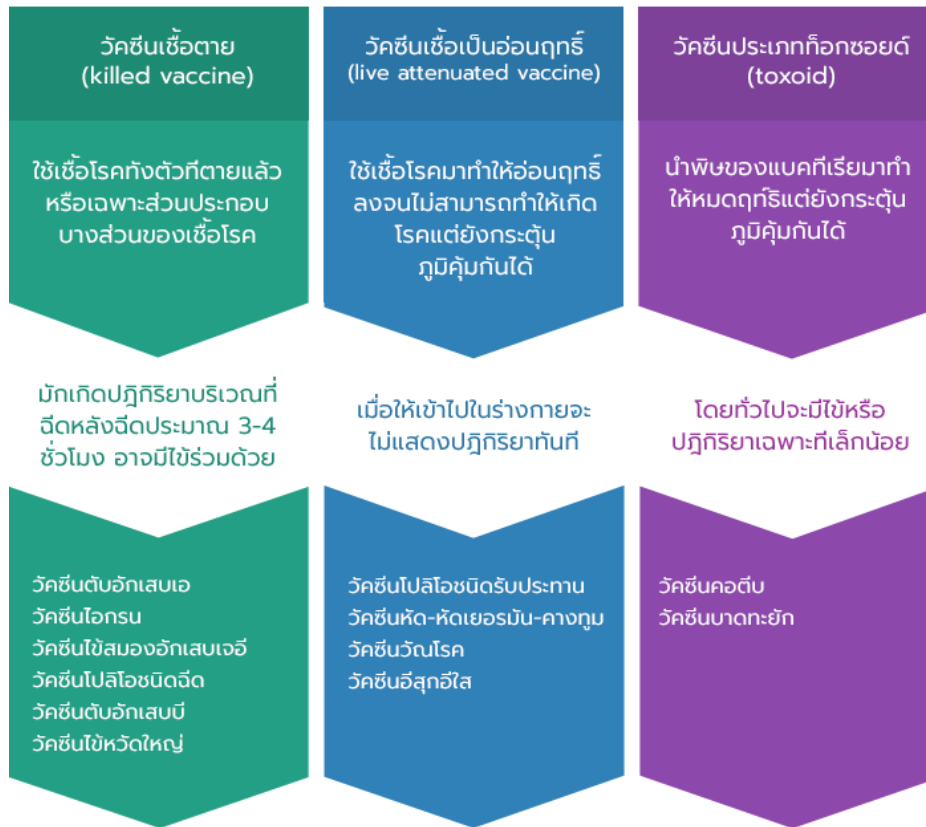 วัคซีนเชื้อตาย
(killed vaccine)
ใช้เชื้อโรคทังตัวทีตายแล้ว
หรือเฉพาะส่วนประกอบ
บางส่วนของเชื้อโรค
มักเกิดปฎิกิริยาบริเวณที่
ฉีดหลังฉีดประมาณ 3-4
ชั่วโมง อาจมีไข้ร่วมด้วย
วัคซีนตับอักเสบเอ
วัคซีนไอกรน
วัคซีนไข้สมองอักเสบเจอี
วัคซีนโปลิโอชนิดฉีด
วัคซีนตับอักเสบบี
วัคซีนไข้หวัดใหญ่
วัคซีนเชื้อเป็นอ่อนฤทธิ์
(live attenuated vaccine)
ใช้เชื้อโรคมาทำให้อ่อนฤทธิ์
ลงจนไม่สามารถทำให้เกิด
โรคแต่ยังกระตุ้น
ภูมิคุ้มกันได้
เมื่อให้เข้าไปในร่างกายจะ
ไม่แสดงปฎิกิริยาทันที
วัคซีนโปลิโอชนิดรับประทาน
วัคซีนหัด-หัดเยอรมัน-คางทูม
วัคซีนวัณโรค
วัคซีนอีสุกอีใส
วัคซีนประเภทท็อกซอยด์
(toxoid)
นำพิษของแบคทีเรียมาทำ
ให้หมดฤท์ธิแต่ยังกระตุ้น
ภูมิคุ้มกันได้
โดยทั่วไปจะมีไข้หรือ
ปฎิกิริยาเฉพาะทีเล็กน้อย
วัคซีนคอตีบ
วัคซีนบาดทะยัก